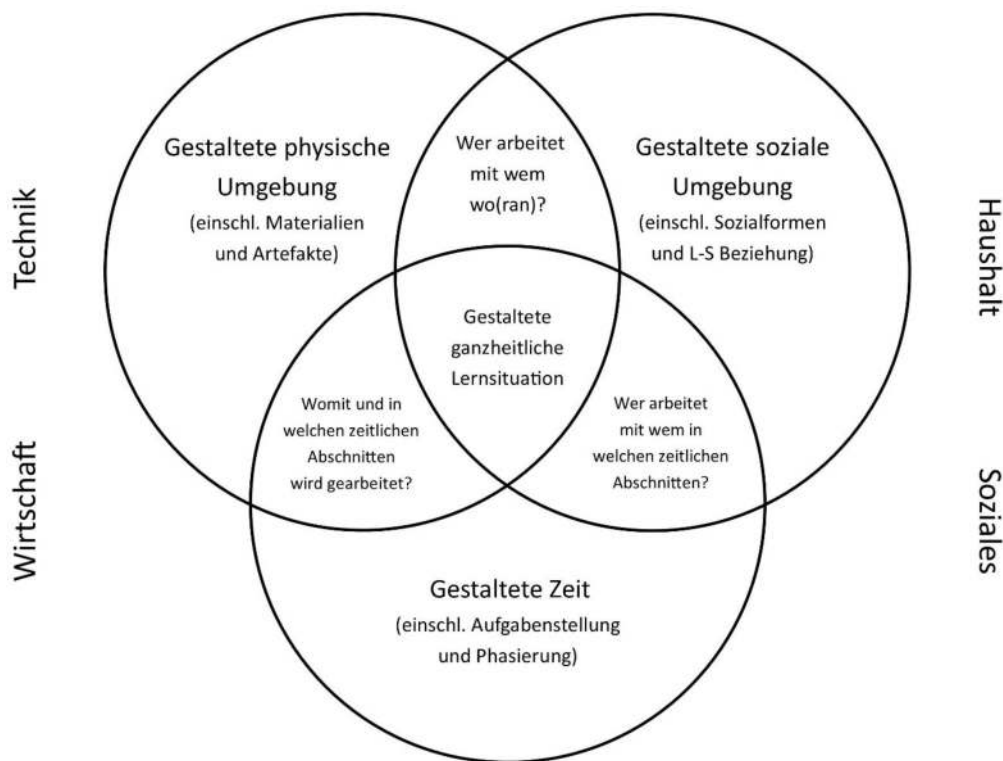 Gestaltete physische
Umgebung
(einschl. Materialien
und Artefakte)
Wer arbeitet
mit wem
wo(ran)?
Gestaltete soziale
Umgebung
(einschl. Sozialformen
und L-S Beziehung)
Technik
Haushalt
Gestaltete
ganzheitliche
Lernsituation
Womit und in
welchen zeitlichen
Abschnitten
wird gearbeitet?
Wer arbeitet
mit wem in
welchen zeitlichen
Abschnitten?
Wirtschaft
Soziales
Gestaltete Zeit
(einschl. Aufgabenstellung
und Phasierung)